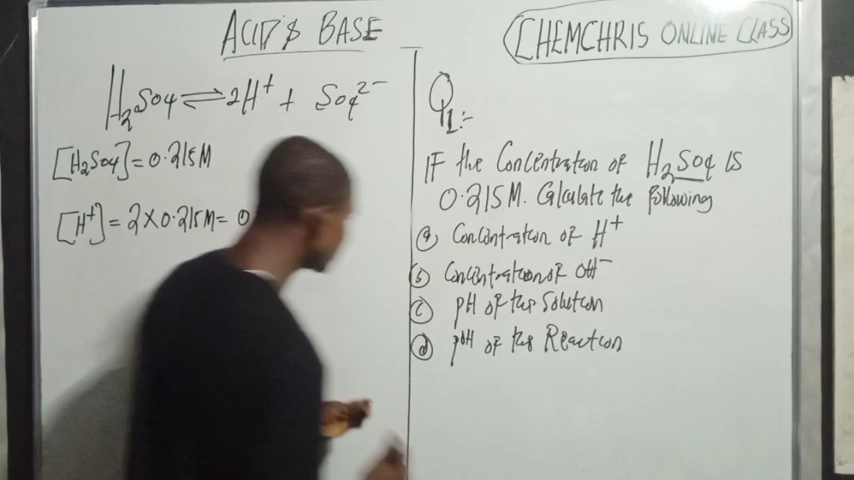 ACID'S BASE
CHEMCHRIS ONLINE CLASS
H₂SO₄ ⇌ 2H⁺ + SO₄²⁻
[H₂SO₄] = 0.215M
[H⁺] = 2 X 0.215M = 0
Q1:-
IF the Concentration of H₂SO₄ is
0.215M. Calculate the following
(a) Concentration of H⁺
(b) Concentration of OH⁻
(c) pH of the Solution
(d) pOH of the Reaction